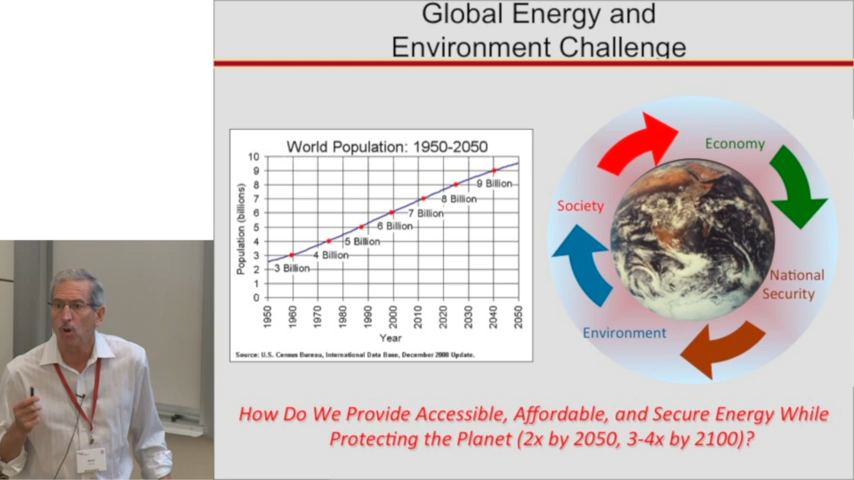 Global Energy and
Environment Challenge
World Population: 1950-2050
Population (billions)
10
9
8
7
6
5
4
3
2
1
0
3 Billion
4 Billion
5 Billion
6 Billion
7 Billion
8 Billion
9 Billion
1950 1960 1970 1980 1990 2000 2010 2020 2030 2040 2050
Year
Source: U.S. Census Bureau, International Data Base, December 2008 Update.
Economy
Society
National
Security
Environment
How Do We Provide Accessible, Affordable, and Secure Energy While
Protecting the Planet (2x by 2050, 3-4x by 2100)?